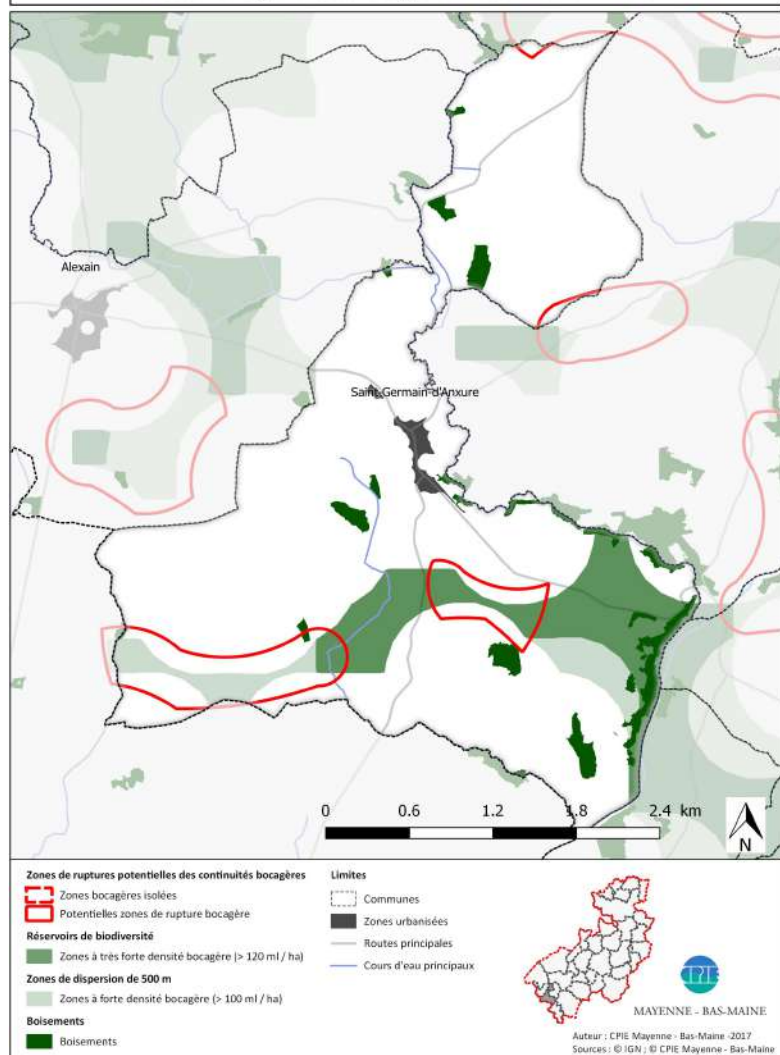 Alexain
Saint-Germain-d'Anxure
0 0.6 1.2 1.8 2.4 km
N
Zones de ruptures potentielles des continuités bocagères
Zones bocagères isolées
Potentielles zones de rupture bocagère
Réservoirs de biodiversité
Zones à très forte densité bocagère (> 120 ml / ha)
Zones de dispersion de 500 m
Zones à forte densité bocagère (> 100 ml / ha)
Boisements
Boisements
Limites
Communes
Zones urbanisées
Routes principales
Cours d'eau principaux
CPIE
MAYENNE - BAS-MAINE
Auteur : CPIE Mayenne - Bas-Maine -2017
Sources : © IGN ; © CPIE Mayenne - Bas-Maine